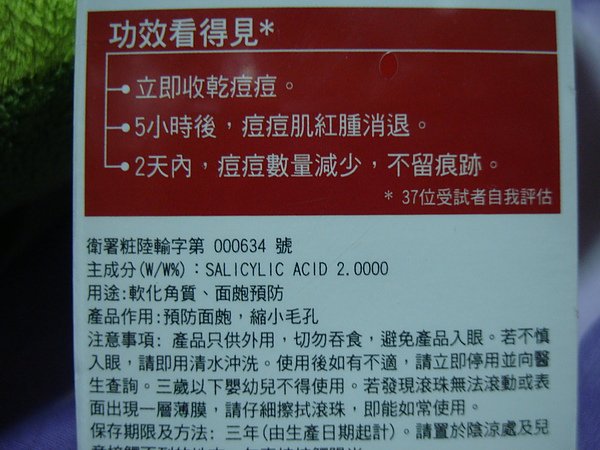 功效看得見*
立即收乾痘痘。
5小時後，痘痘肌紅腫消退。
2天內，痘痘數量減少，不留痕跡。
* 37位受試者自我評估
衛署粧陸輸字第 000634 號
主成分(W/W%)：SALICYLIC ACID 2.0000
用途:軟化角質、面皰預防
產品作用:預防面皰，縮小毛孔
注意事項: 產品只供外用，切勿吞食，避免產品入眼。若不慎
入眼，請即用清水沖洗。使用後如有不適，請立即停用並向醫
生查詢。三歲以下嬰幼兒不得使用。若發現滾珠無法滾動或表
面出現一層薄膜，請仔細擦拭滾珠，即能如常使用。
保存期限及方法: 三年(由生產日期起計)。請置於陰涼處及兒